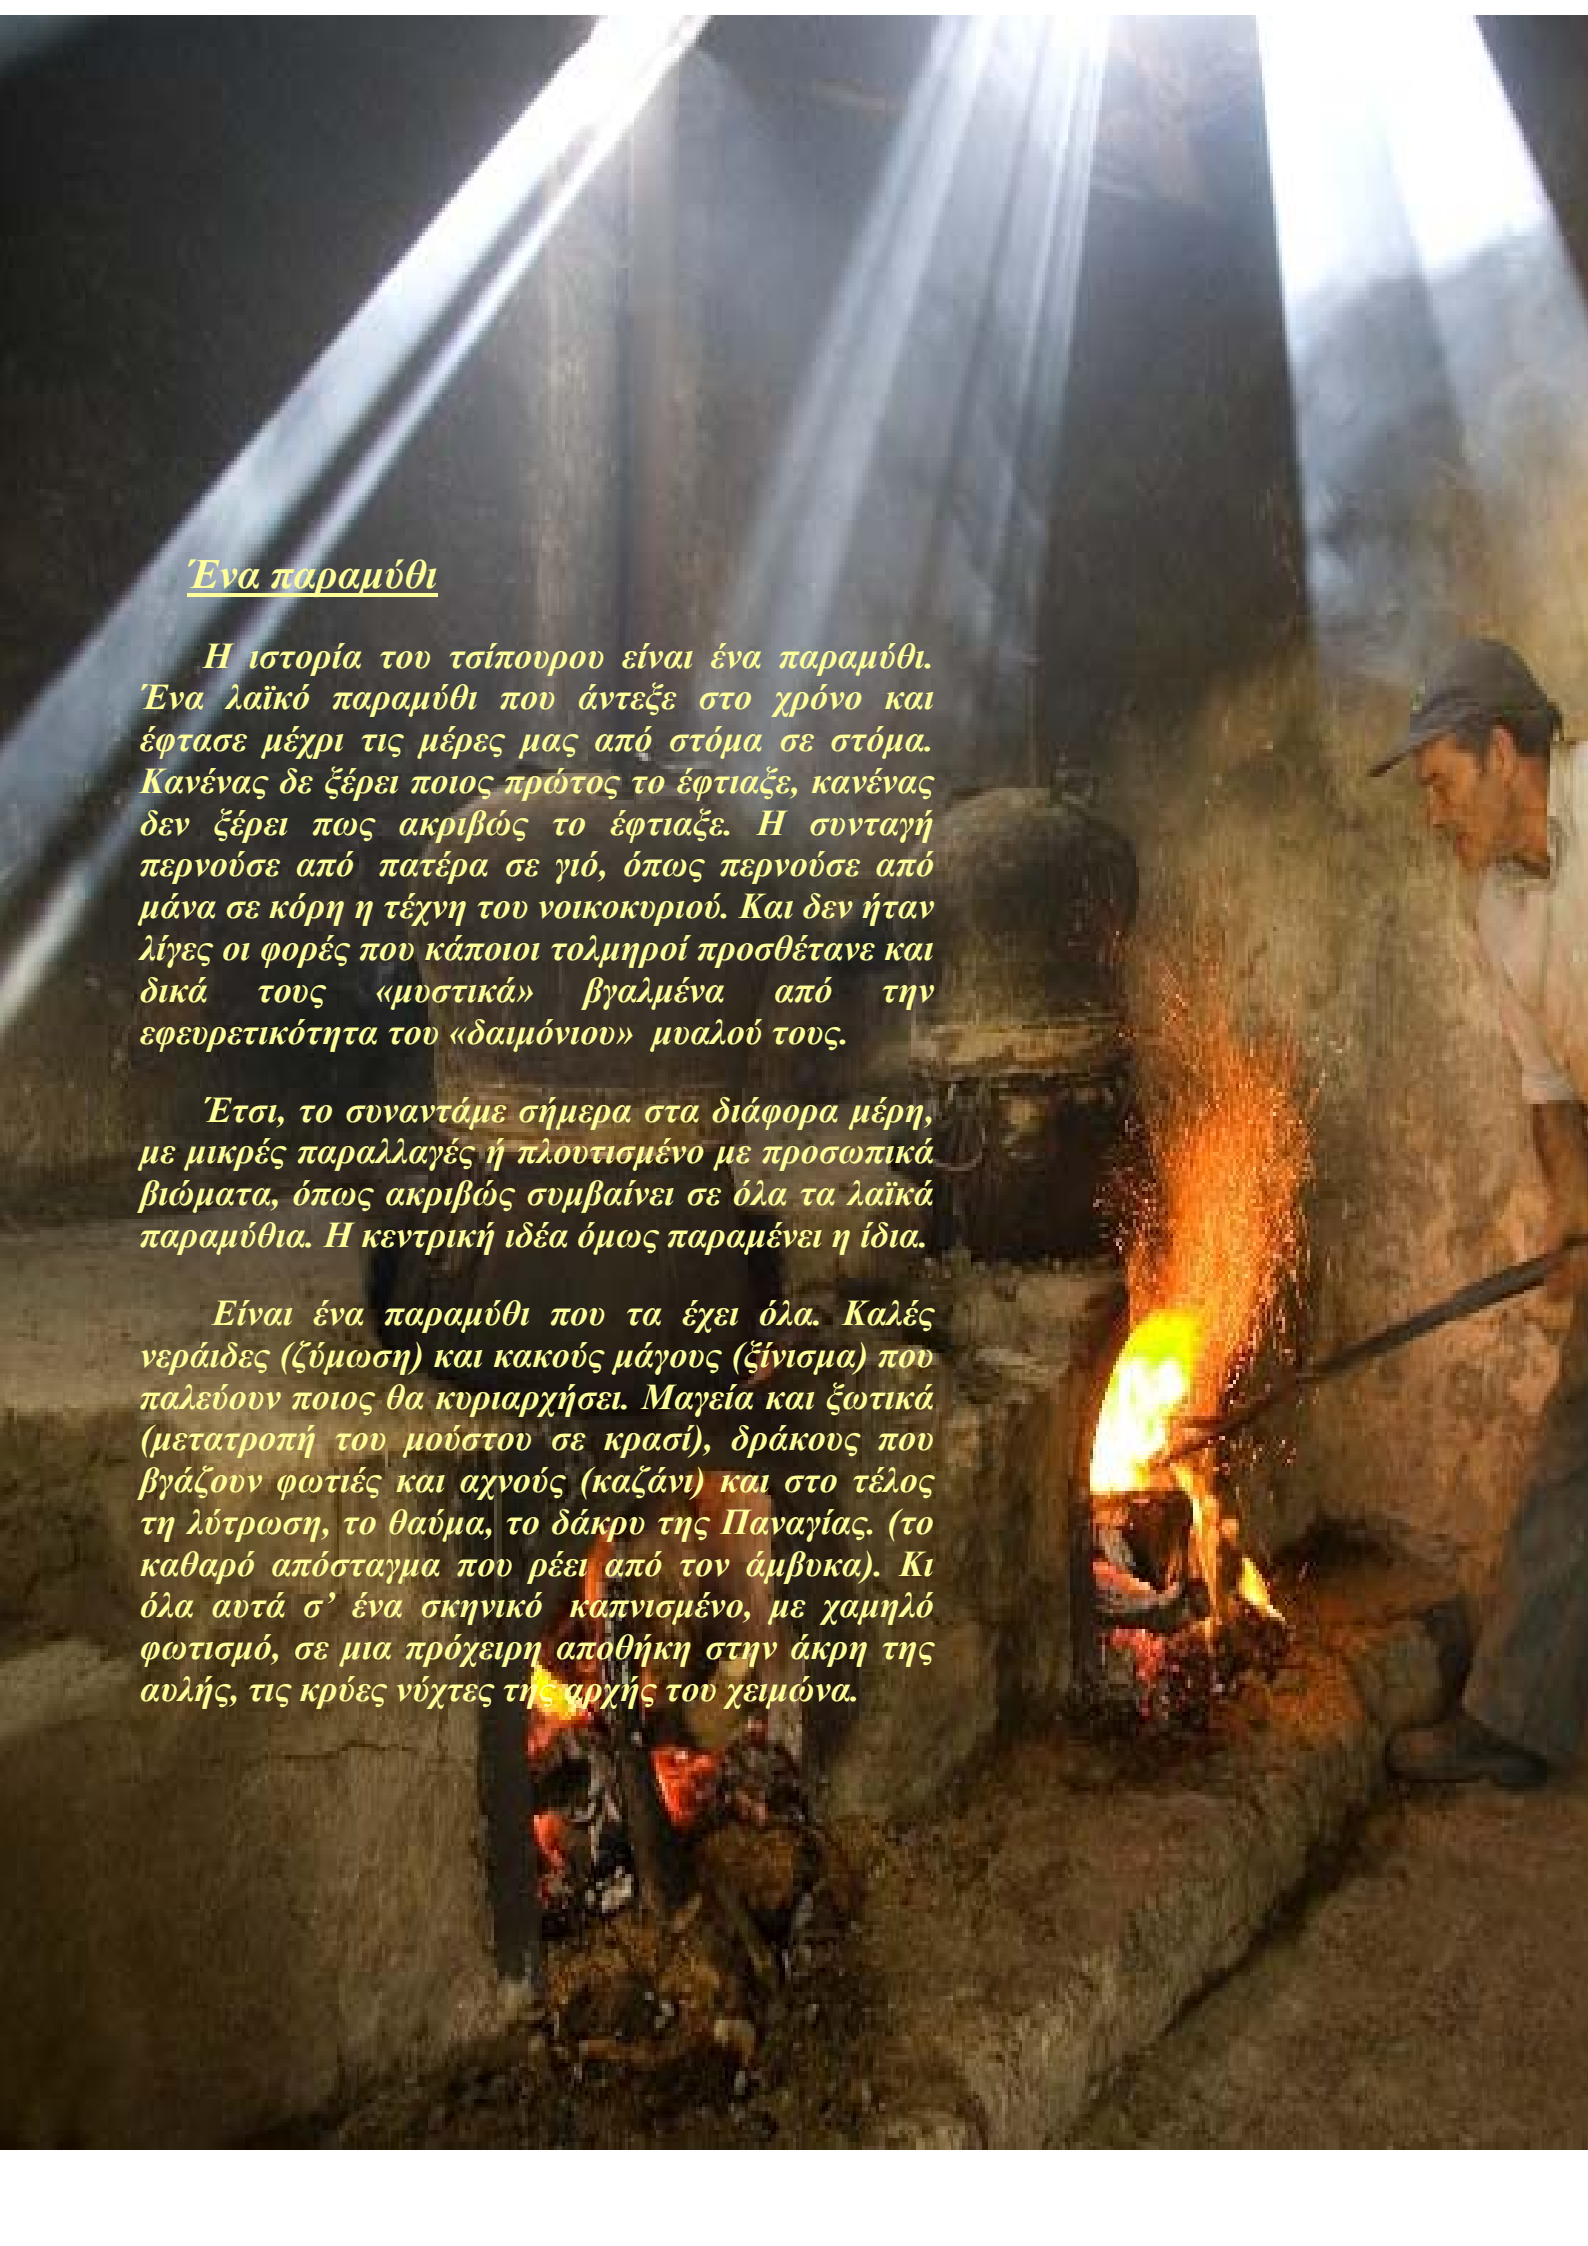 Ένα παραμύθι
Η ιστορία του τσίπουρου είναι ένα παραμύθι.
Ένα λαϊκό παραμύθι που άντεξε στο χρόνο και
έφτασε μέχρι τις μέρες μας από στόμα σε στόμα.
Κανένας δε ξέρει ποιος πρώτος το έφτιαξε, κανένας
δεν ξέρει πως ακριβώς το έφτιαξε. Η συνταγή
περνούσε από πατέρα σε γιό, όπως περνούσε από
μάνα σε κόρη η τέχνη του νοικοκυριού. Και δεν ήταν
λίγες οι φορές που κάποιοι τολμηροί προσθέτανε και
δικά τους «μυστικά» βγαλμένα από την
εφευρετικότητα του «δαιμόνιου» μυαλού τους.
Έτσι, το συναντάμε σήμερα στα διάφορα μέρη,
με μικρές παραλλαγές ή πλουτισμένο με προσωπικά
βιώματα, όπως ακριβώς συμβαίνει σε όλα τα λαϊκά
παραμύθια. Η κεντρική ιδέα όμως παραμένει η ίδια.
Είναι ένα παραμύθι που τα έχει όλα. Καλές
νεράιδες (ζύμωση) και κακούς μάγους (ξίνισμα) που
παλεύουν ποιος θα κυριαρχήσει. Μαγεία και ξωτικά
(μετατροπή του μούστου σε κρασί), δράκους που
βγάζουν φωτιές και αχνούς (καζάνι) και στο τέλος
τη λύτρωση, το θαύμα, το δάκρυ της Παναγίας. (το
καθαρό απόσταγμα που ρέει από τον άμβυκα). Κι
όλα αυτά σ’ ένα σκηνικό καπνισμένο, με χαμηλό
φωτισμό, σε μια πρόχειρη αποθήκη στην άκρη της
αυλής, τις κρύες νύχτες της αρχής του χειμώνα.